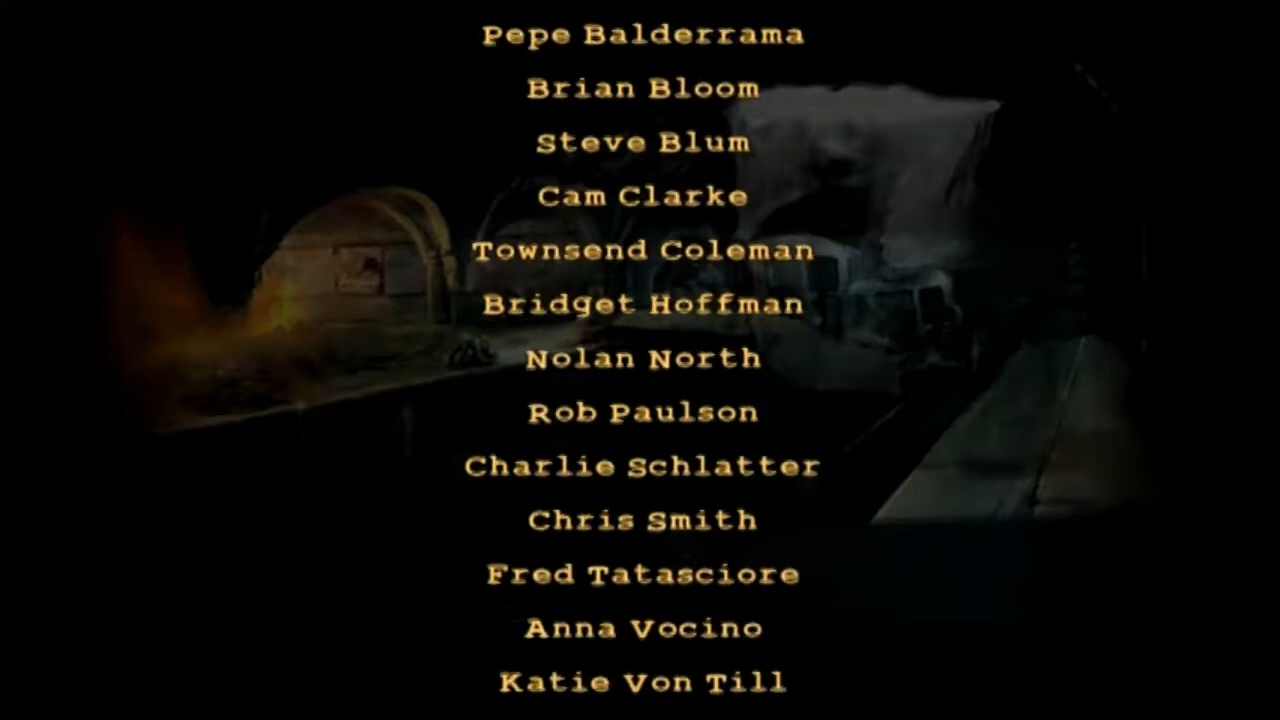 Pepe Balderrama
Brian Bloom
Steve Blum
Cam Clarke
Townsend Coleman
Bridget Hoffman
Nolan North
Rob Paulson
Charlie Schlatter
Chris Smith
Fred Tatasciore
Anna Vocino
Katie Von Till